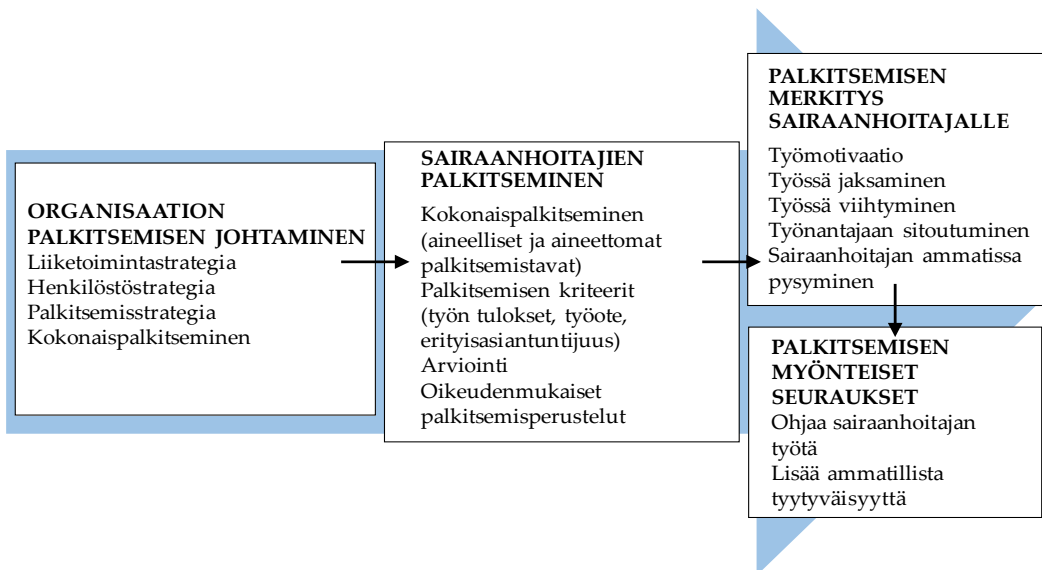 ORGANISAATION
PALKITSEMISEN JOHTAMINEN
Liiketoimintastrategia
Henkilöstöstrategia
Palkitsemisstrategia
Kokonaispalkitseminen
SAIRAANHOITAJIEN
PALKITSEMINEN
Kokonaispalkitseminen
(aineelliset ja aineettomat
palkitsemistavat)
Palkitsemisen kriteerit
(työn tulokset, työote,
erityisasiantuntijuus)
Arviointi
Oikeudenmukaiset
palkitsemisperustelut
PALKITSEMISEN
MERKITYS
SAIRAANHOITAJALLE
Työmotivaatio
Työssä jaksaminen
Työssä viihtyminen
Työnantajaan sitoutuminen
Sairaanhoitajan ammatissa
pysyminen
PALKITSEMISEN
MYÖNTEISET
SEURAUKSET
Ohjaa sairaanhoitajan
työtä
Lisää ammatillista
tyytyväisyyttä